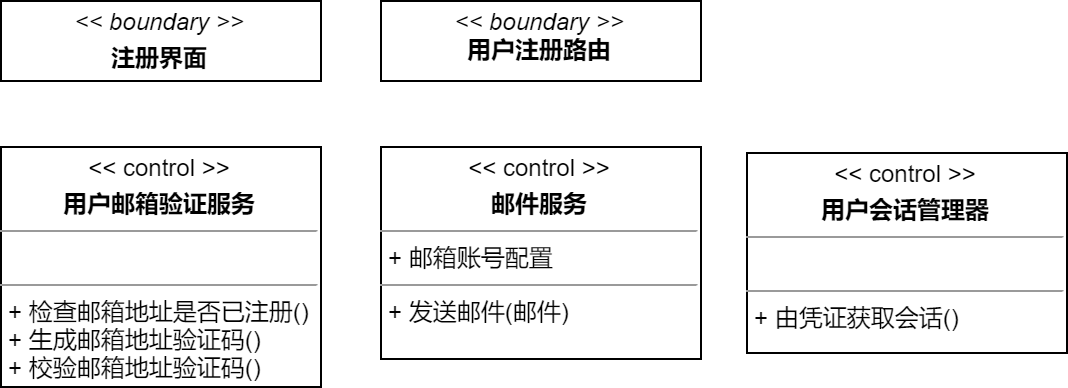 << boundary >>
注册界面
<< boundary >>
用户注册路由
<< control >>
用户邮箱验证服务
+ 检查邮箱地址是否已注册()
+ 生成邮箱地址验证码()
+ 校验邮箱地址验证码()
<< control >>
邮件服务
+ 邮箱账号配置
+ 发送邮件(邮件)
<< control >>
用户会话管理器
+ 由凭证获取会话()